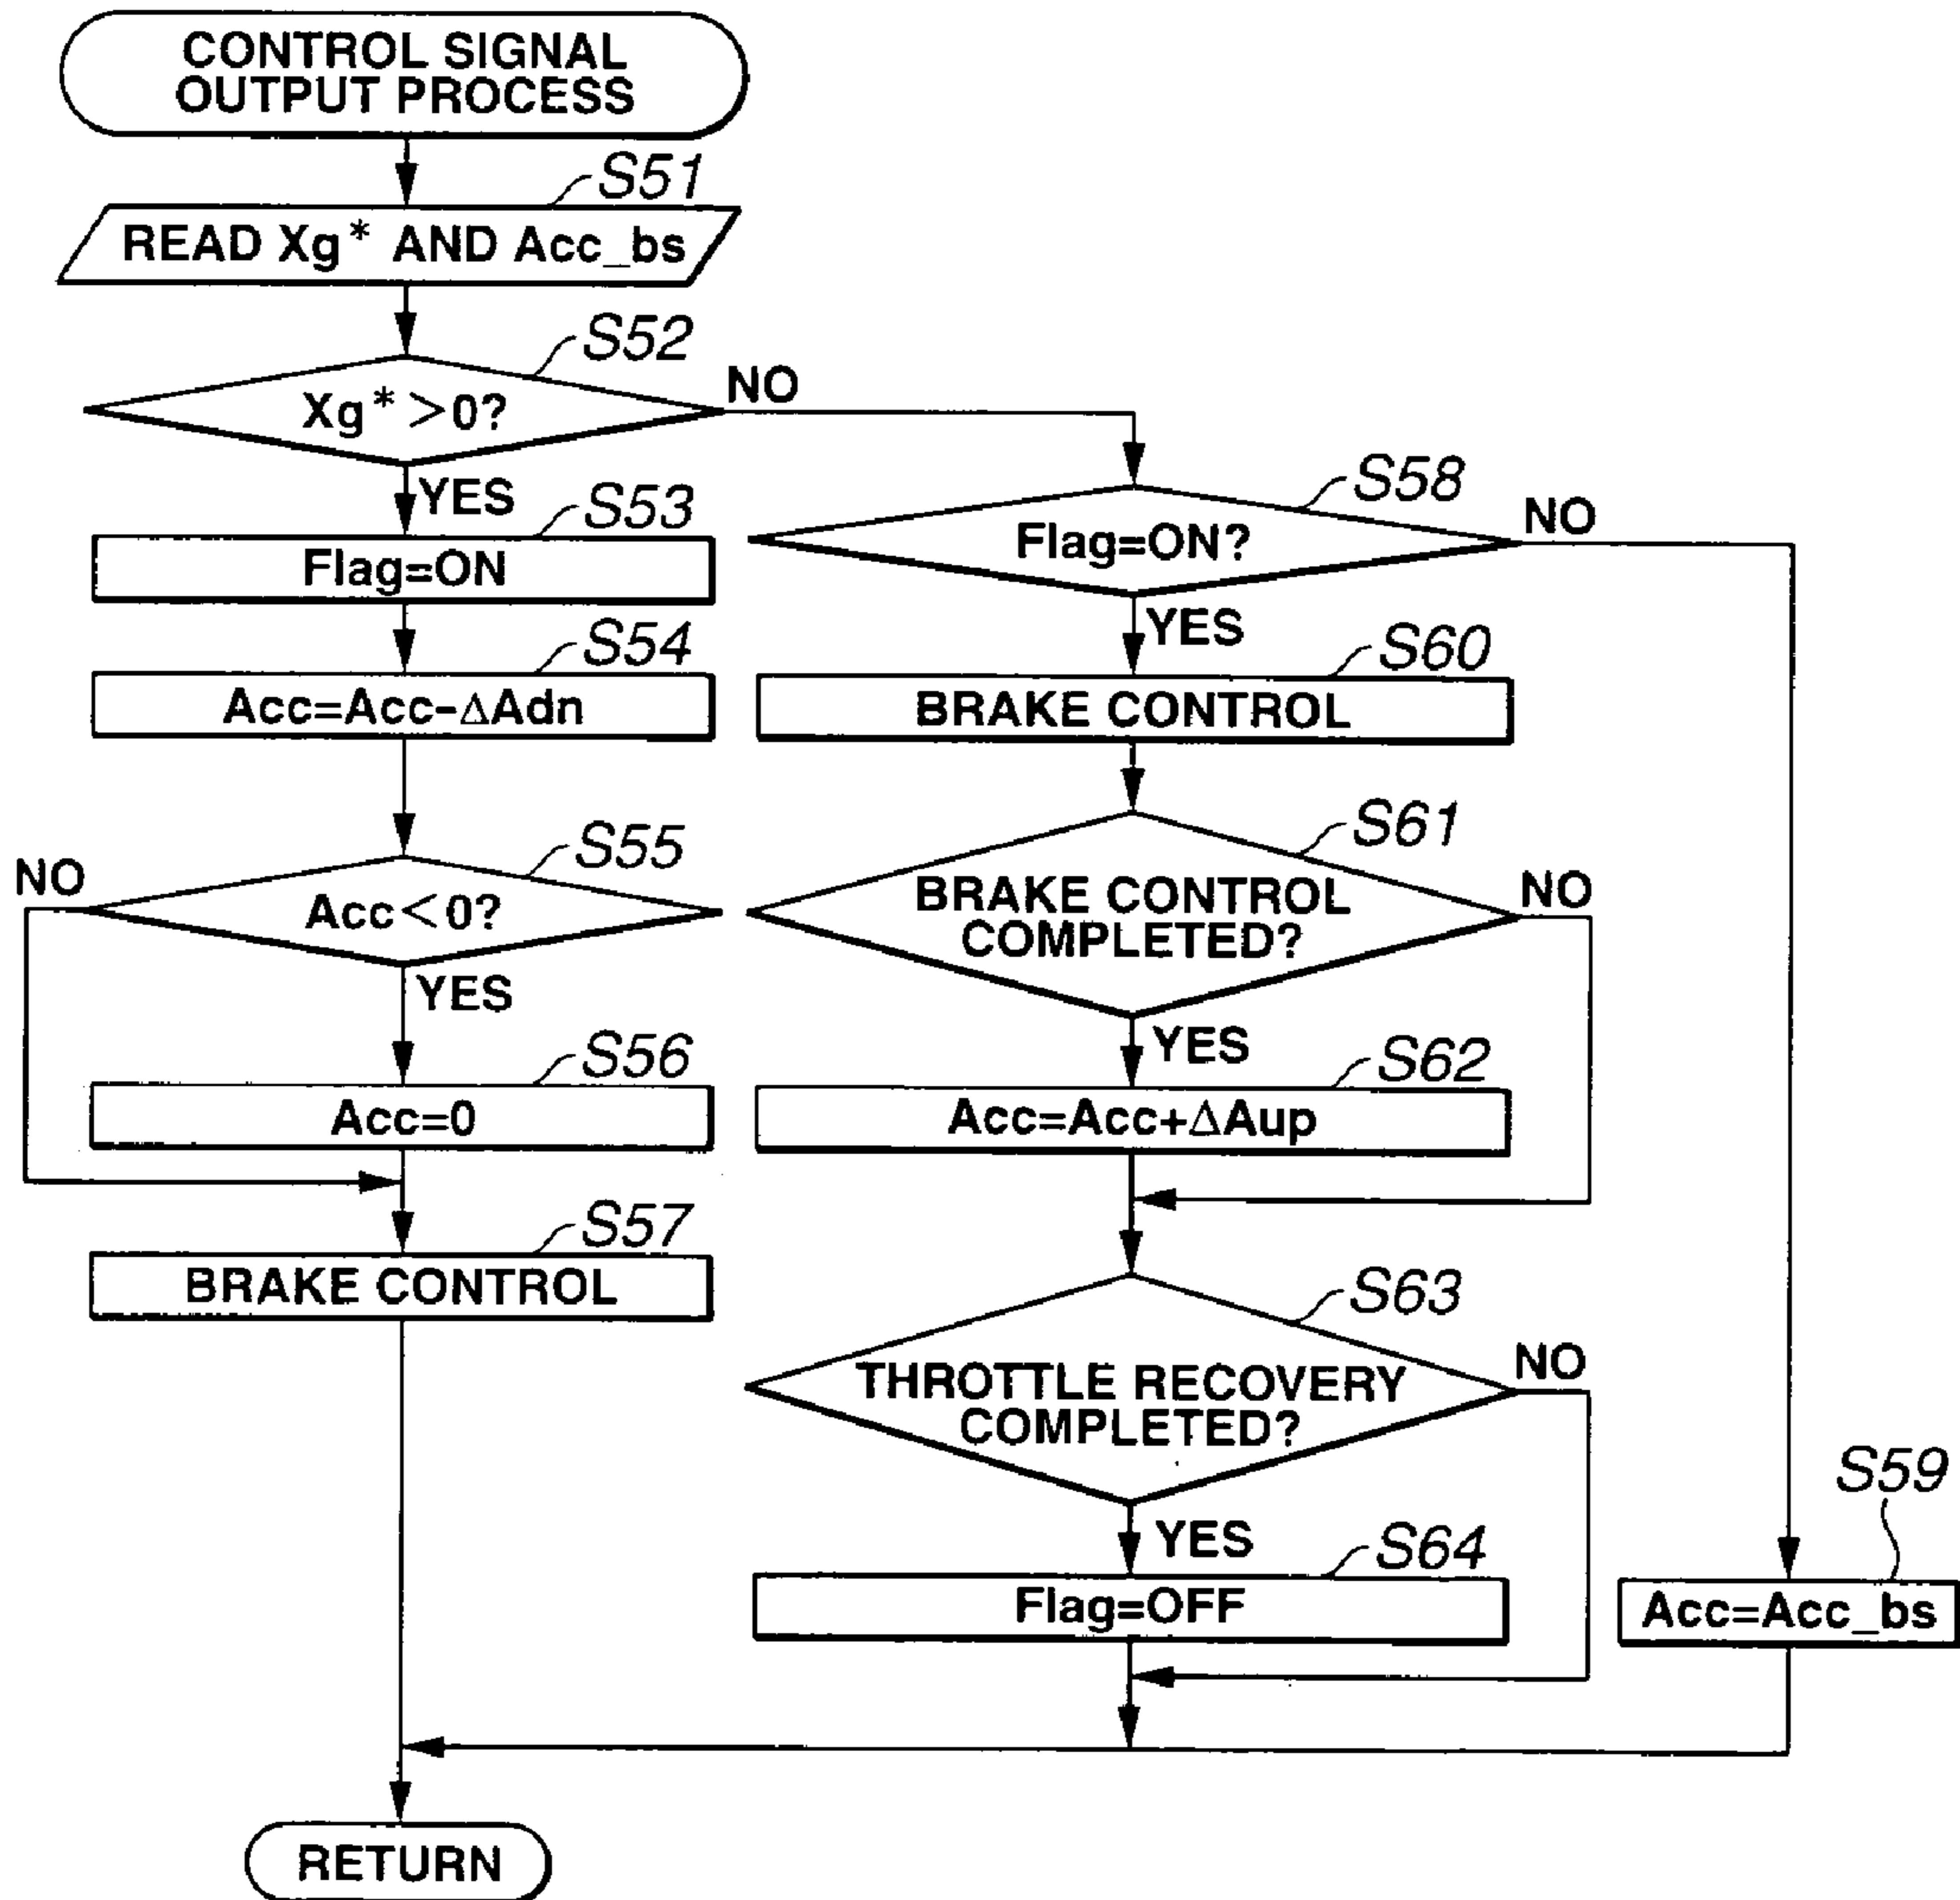 CONTROL SIGNAL
OUTPUT PROCESS
S51
READ Xg* AND Acc_bs
S52
Xg*>0?
NO
YES
S53
Flag=ON
S54
Acc=Acc-ΔAdn
S55
NO
Acc<0?
YES
S56
Acc=0
S57
BRAKE CONTROL
S58
Flag=ON?
NO
YES
S60
BRAKE CONTROL
S61
BRAKE CONTROL
COMPLETED?
NO
YES
S62
Acc=Acc+ΔAup
S63
THROTTLE RECOVERY
COMPLETED?
NO
YES
S64
Flag=OFF
S59
Acc=Acc_bs
RETURN